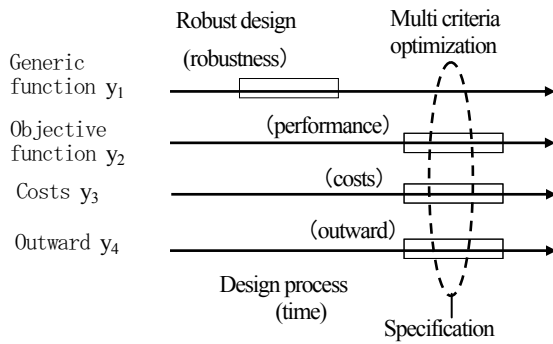 Robust design
(robustness)
Multi criteria
optimization
Generic
function y1
Objective
function y2
(performance)
Costs y3
(costs)
Outward y4
(outward)
Design process
(time)
Specification